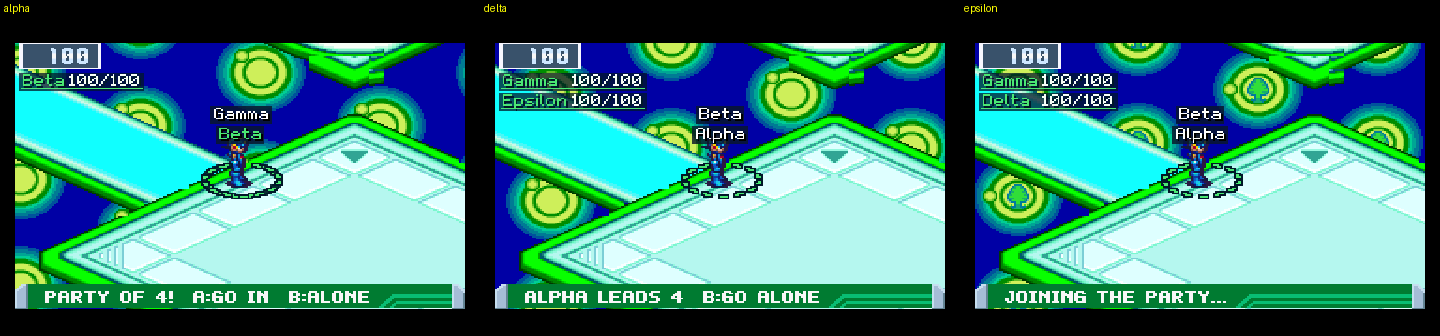 alpha
100
Beta 100/100
Gamma
Beta
PARTY OF 4! A:GO IN B:ALONE
delta
100
Gamma 100/100
Epsilon 100/100
Beta
Alpha
ALPHA LEADS 4 B:GO ALONE
epsilon
100
Gamma 100/100
Delta 100/100
Beta
Alpha
JOINING THE PARTY...